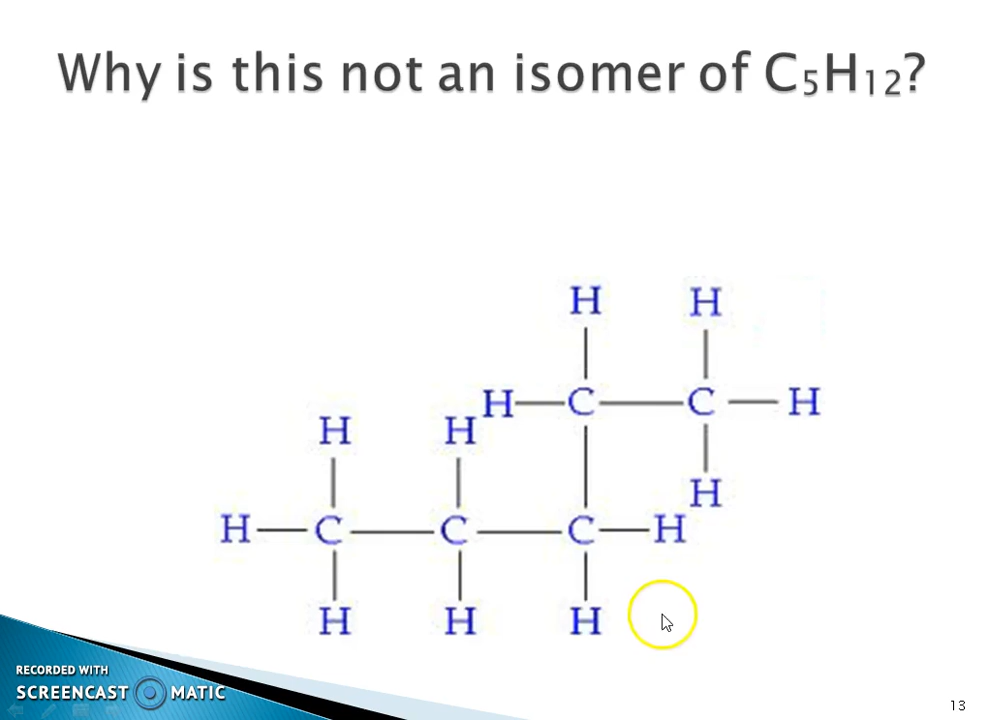 Why is this not an isomer of C₅H₁₂?
H H
H C C H
H H
H
H C C C H
H H H
RECORDED WITH
SCREENCAST MATIC
13